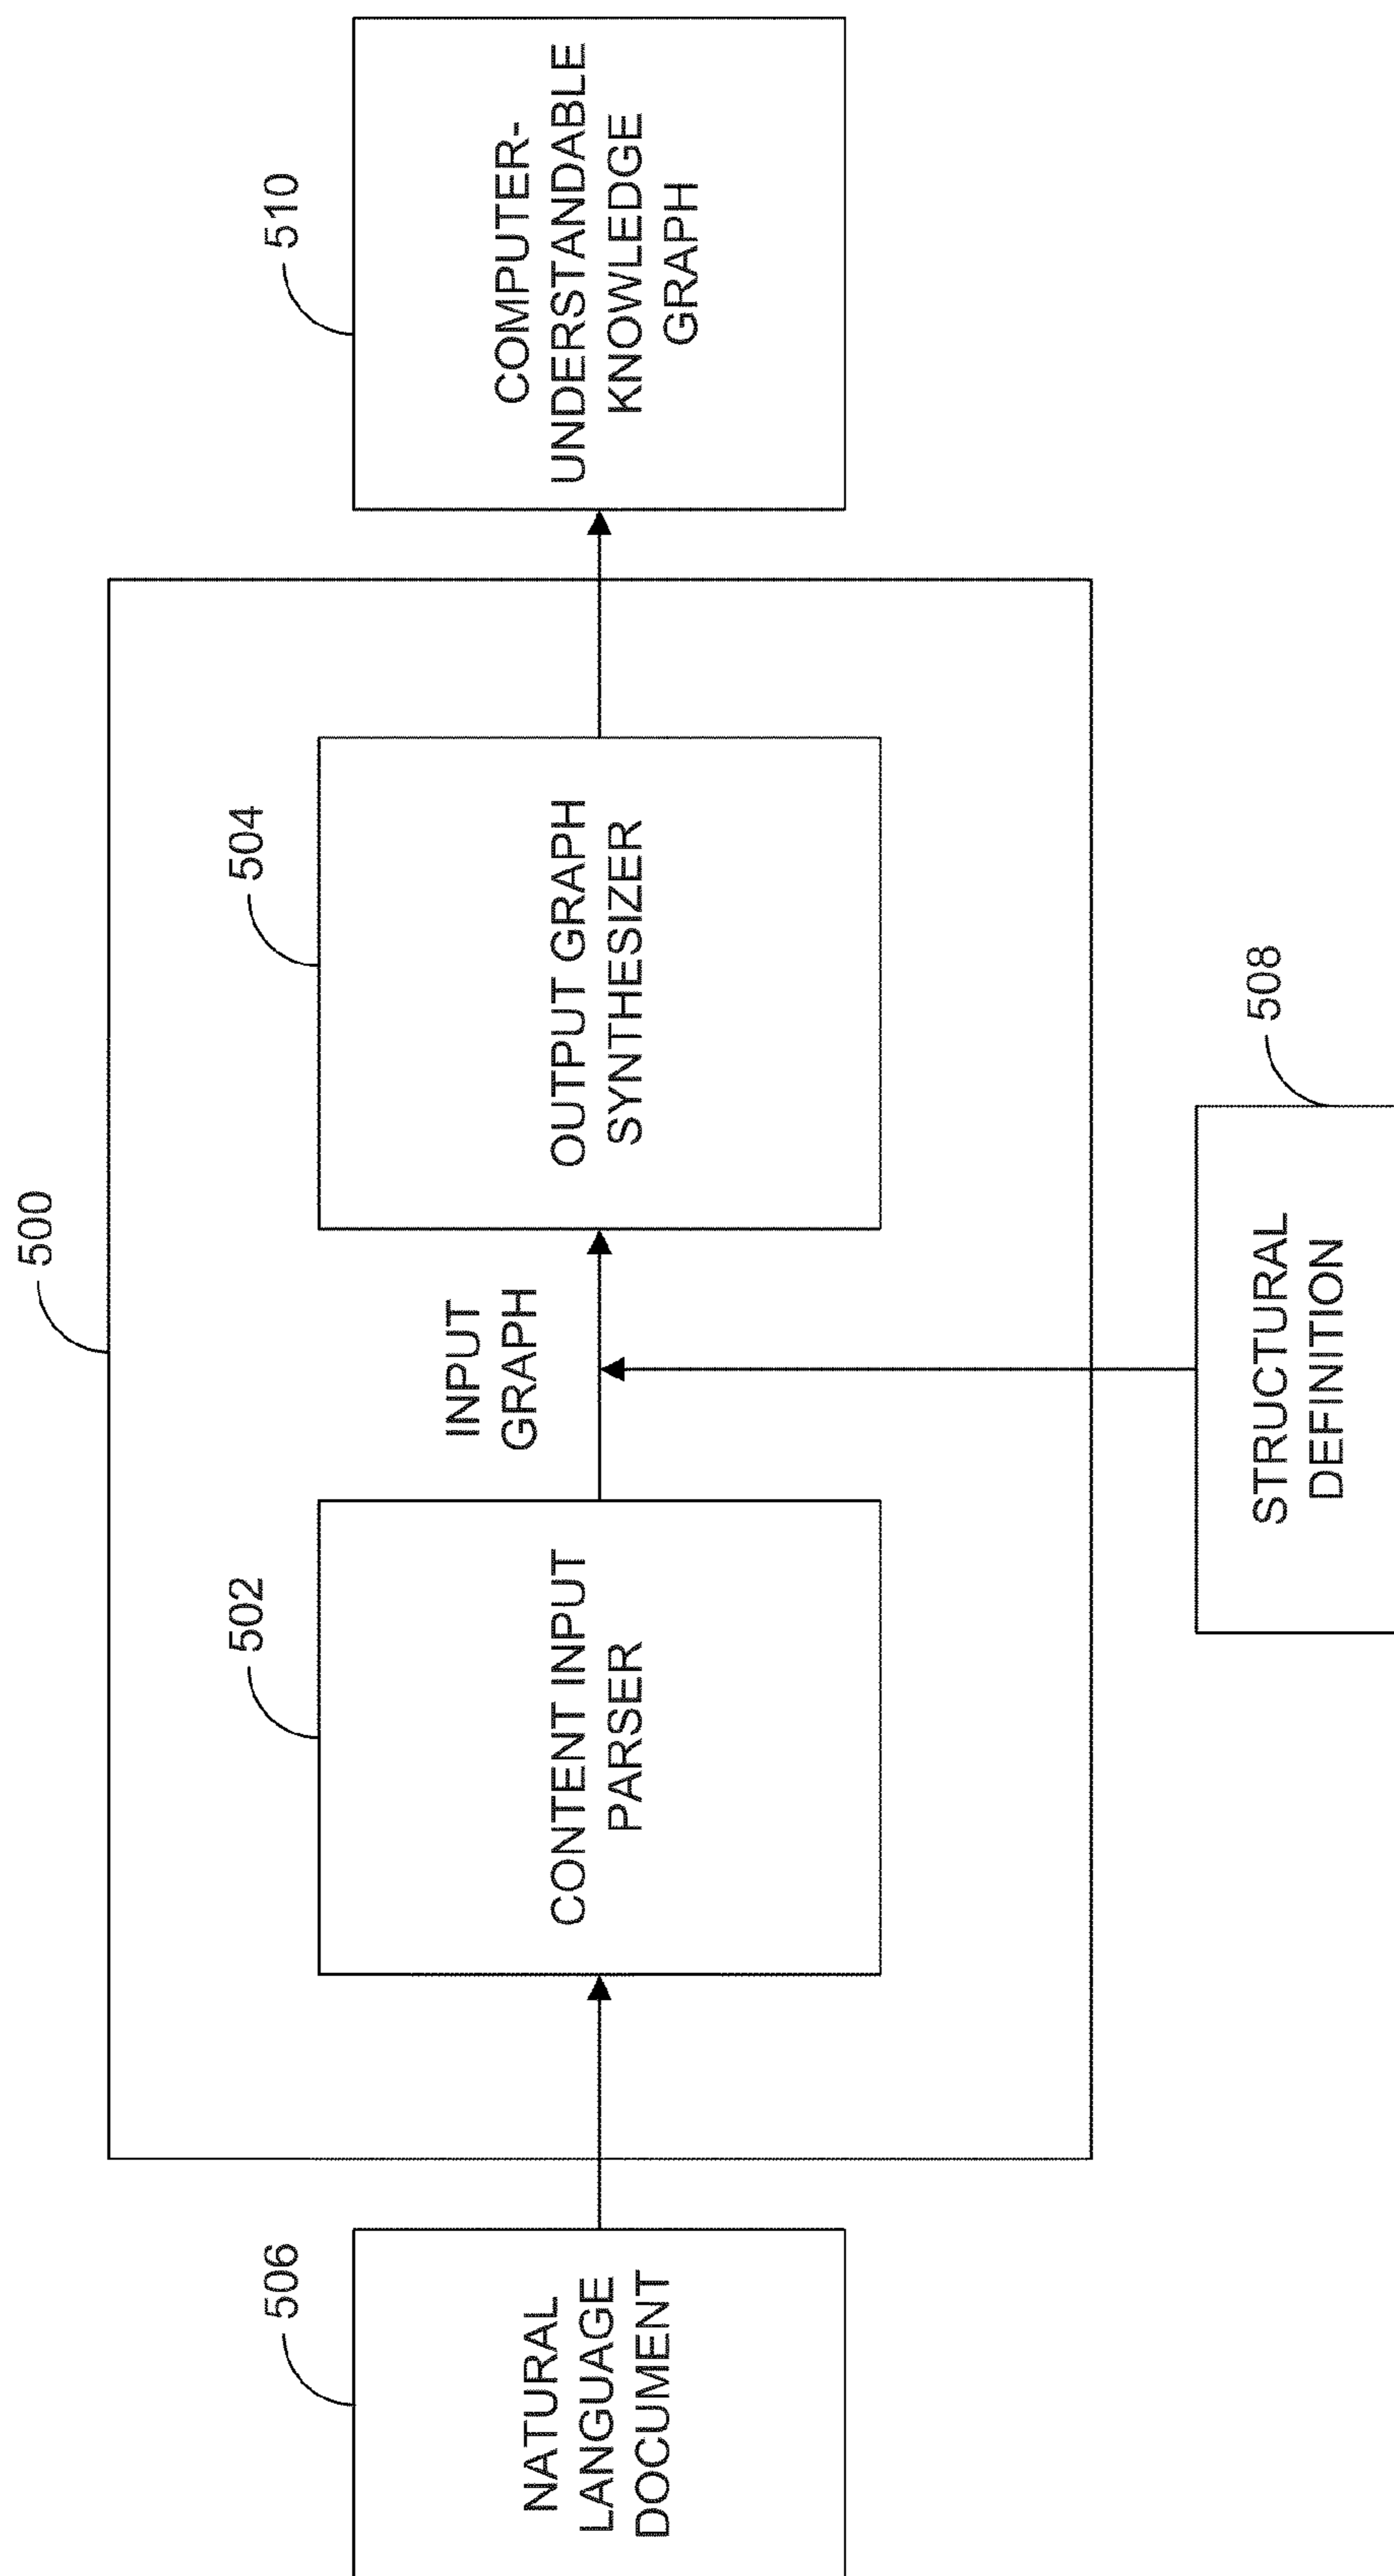 500
506
NATURAL
LANGUAGE
DOCUMENT
502
CONTENT INPUT
PARSER
INPUT
GRAPH
504
OUTPUT GRAPH
SYNTHESIZER
510
COMPUTER-
UNDERSTANDABLE
KNOWLEDGE
GRAPH
508
STRUCTURAL
DEFINITION